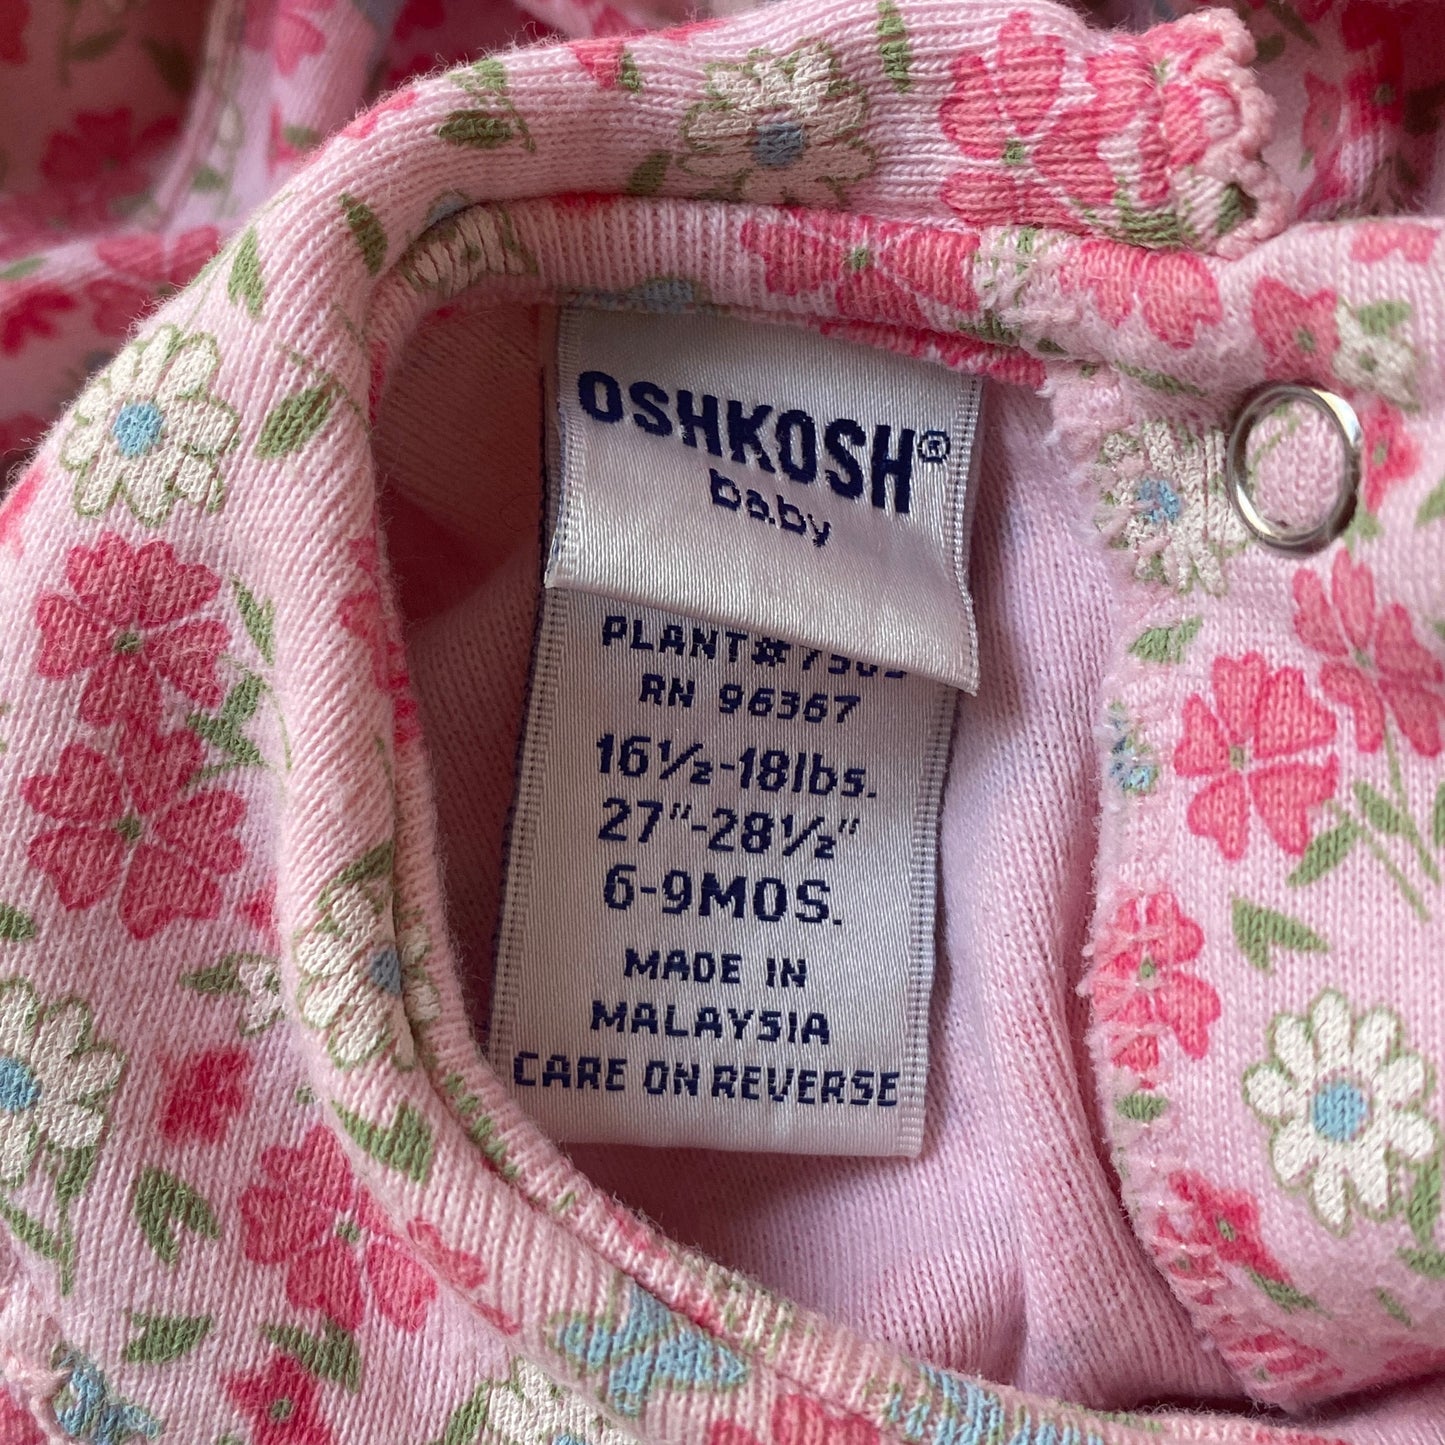 OSHKOSH®
baby
PLANT#
RN 96367
16½-18lbs.
27"-28½"
6-9MOS.
MADE IN
MALAYSIA
CARE ON REVERSE